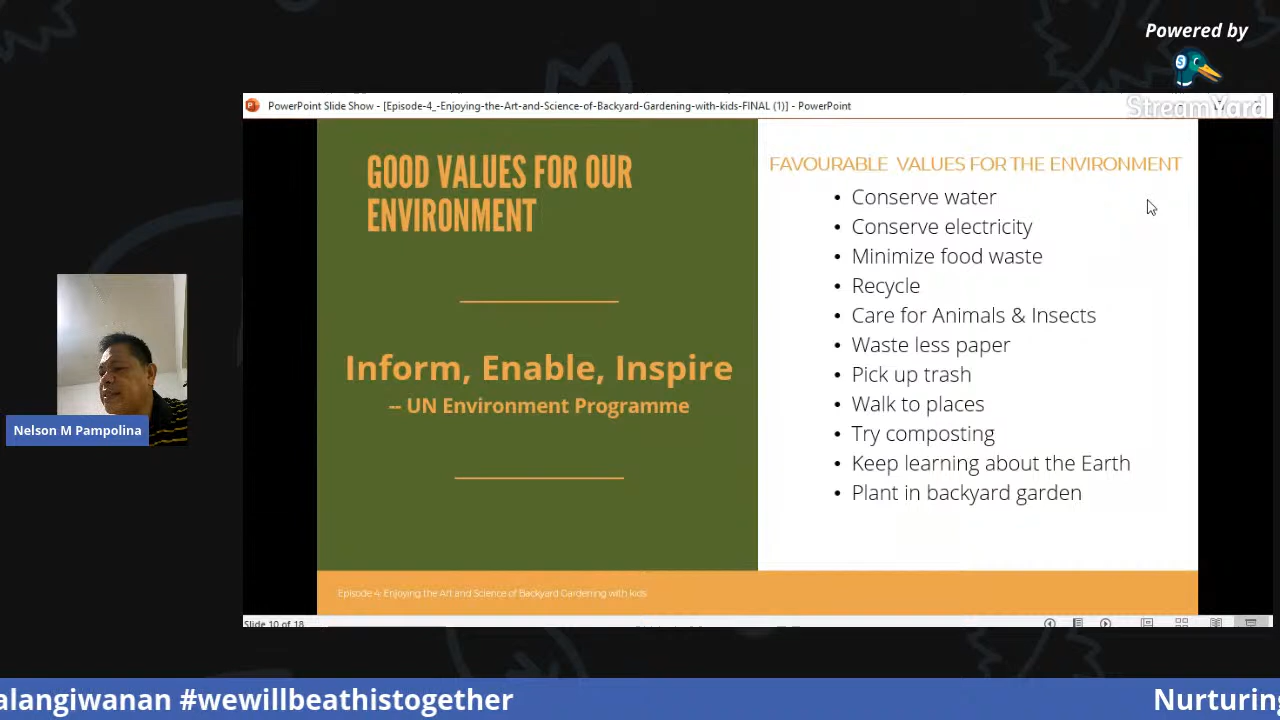 Powered by
StreamYard
PowerPoint Slide Show - [Episode-4_-Enjoying-the-Art-and-Science-of-Backyard-Gardening-with-kids-FINAL (1)] - PowerPoint
GOOD VALUES FOR OUR
ENVIRONMENT
Inform, Enable, Inspire
-- UN Environment Programme
FAVOURABLE VALUES FOR THE ENVIRONMENT
• Conserve water
• Conserve electricity
• Minimize food waste
• Recycle
• Care for Animals & Insects
• Waste less paper
• Pick up trash
• Walk to places
• Try composting
• Keep learning about the Earth
• Plant in backyard garden
Episode 4: Enjoying the Art and Science of Backyard Gardening with kids
Slide 10 of 18
Nelson M Pampolina
alangiwanan #wewillbeathistogether
Nurturing